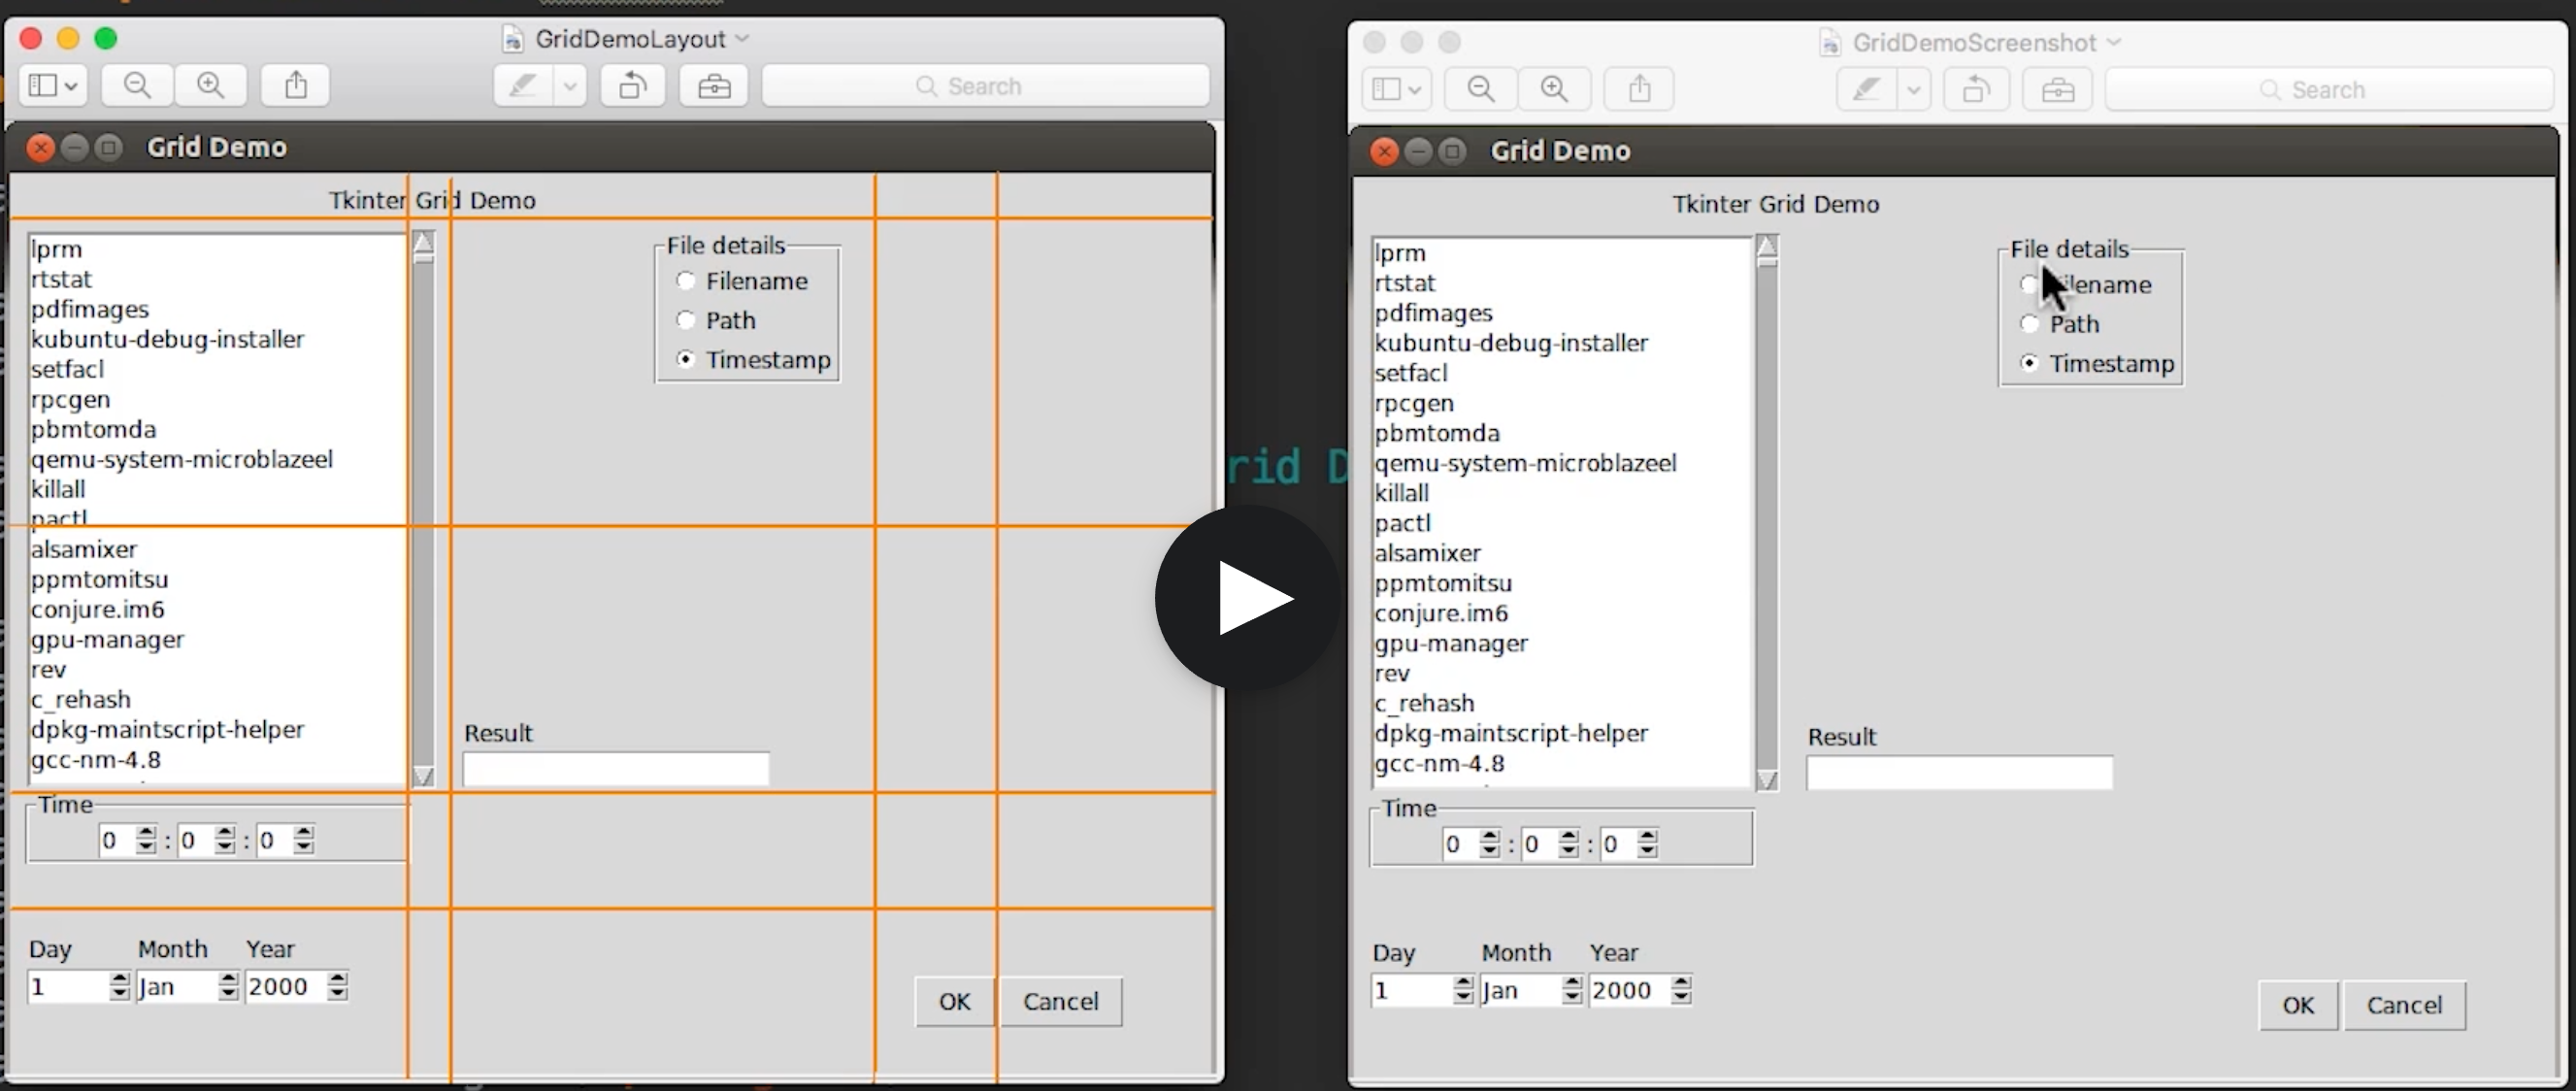 GridDemoLayout
Search
Grid Demo
Tkinter Grid Demo
lprm
rtstat
pdfimages
kubuntu-debug-installer
setfacl
rpcgen
pbmtomda
qemu-system-microblazeel
killall
pactl
alsamixer
ppmtomitsu
conjure.im6
gpu-manager
rev
c_rehash
dpkg-maintscript-helper
gcc-nm-4.8
File details
Filename
Path
Timestamp
Result
Time
0 : 0 : 0
Day Month Year
1 Jan 2000
OK Cancel
rid D
GridDemoScreenshot
Search
Grid Demo
Tkinter Grid Demo
lprm
rtstat
pdfimages
kubuntu-debug-installer
setfacl
rpcgen
pbmtomda
qemu-system-microblazeel
killall
pactl
alsamixer
ppmtomitsu
conjure.im6
gpu-manager
rev
c_rehash
dpkg-maintscript-helper
gcc-nm-4.8
File details
ilename
Path
Timestamp
Result
Time
0 : 0 : 0
Day Month Year
1 Jan 2000
OK Cancel